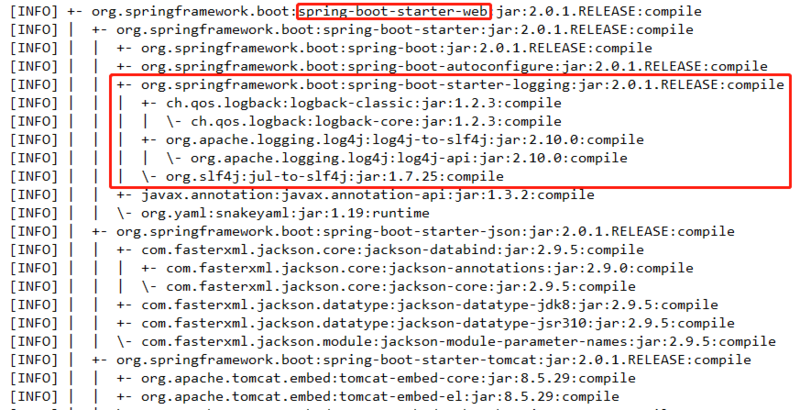 [INFO] +- org.springframework.boot:spring-boot-starter-web:jar:2.0.1.RELEASE:compile
[INFO] |  +- org.springframework.boot:spring-boot-starter:jar:2.0.1.RELEASE:compile
[INFO] |  |  +- org.springframework.boot:spring-boot:jar:2.0.1.RELEASE:compile
[INFO] |  |  +- org.springframework.boot:spring-boot-autoconfigure:jar:2.0.1.RELEASE:compile
[INFO] |  |  +- org.springframework.boot:spring-boot-starter-logging:jar:2.0.1.RELEASE:compile
[INFO] |  |  |  +- ch.qos.logback:logback-classic:jar:1.2.3:compile
[INFO] |  |  |  |  \- ch.qos.logback:logback-core:jar:1.2.3:compile
[INFO] |  |  |  +- org.apache.logging.log4j:log4j-to-slf4j:jar:2.10.0:compile
[INFO] |  |  |  |  \- org.apache.logging.log4j:log4j-api:jar:2.10.0:compile
[INFO] |  |  |  \- org.slf4j:jul-to-slf4j:jar:1.7.25:compile
[INFO] |  |  +- javax.annotation:javax.annotation-api:jar:1.3.2:compile
[INFO] |  |  \- org.yaml:snakeyaml:jar:1.19:runtime
[INFO] |  +- org.springframework.boot:spring-boot-starter-json:jar:2.0.1.RELEASE:compile
[INFO] |  |  +- com.fasterxml.jackson.core:jackson-databind:jar:2.9.5:compile
[INFO] |  |  |  +- com.fasterxml.jackson.core:jackson-annotations:jar:2.9.0:compile
[INFO] |  |  |  \- com.fasterxml.jackson.core:jackson-core:jar:2.9.5:compile
[INFO] |  |  +- com.fasterxml.jackson.datatype:jackson-datatype-jdk8:jar:2.9.5:compile
[INFO] |  |  +- com.fasterxml.jackson.datatype:jackson-datatype-jsr310:jar:2.9.5:compile
[INFO] |  |  \- com.fasterxml.jackson.module:jackson-module-parameter-names:jar:2.9.5:compile
[INFO] |  +- org.springframework.boot:spring-boot-starter-tomcat:jar:2.0.1.RELEASE:compile
[INFO] |  |  +- org.apache.tomcat.embed:tomcat-embed-core:jar:8.5.29:compile
[INFO] |  |  +- org.apache.tomcat.embed:tomcat-embed-el:jar:8.5.29:compile